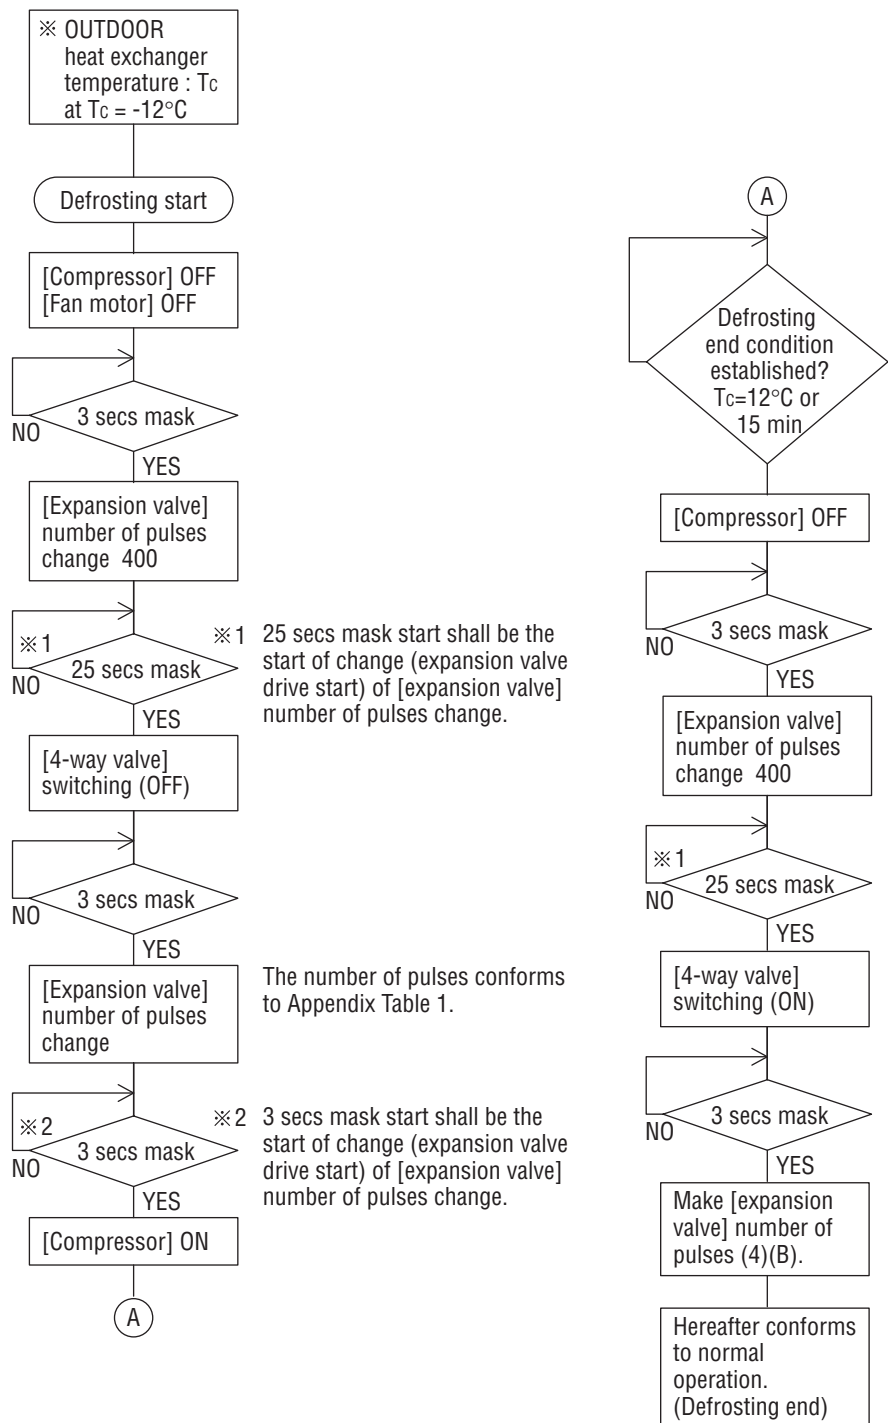 ※ OUTDOOR
heat exchanger
temperature : Tc
at Tc = -12°C
Defrosting start
[Compressor] OFF
[Fan motor] OFF
3 secs mask
NO
YES
[Expansion valve]
number of pulses
change 400
※1
25 secs mask
NO
YES
※1 25 secs mask start shall be the
start of change (expansion valve
drive start) of [expansion valve]
number of pulses change.
[4-way valve]
switching (OFF)
3 secs mask
NO
YES
[Expansion valve]
number of pulses
change
The number of pulses conforms
to Appendix Table 1.
※2
3 secs mask
NO
YES
※2 3 secs mask start shall be the
start of change (expansion valve
drive start) of [expansion valve]
number of pulses change.
[Compressor] ON
A
A
Defrosting
end condition
established?
Tc=12°C or
15 min
[Compressor] OFF
3 secs mask
NO
YES
[Expansion valve]
number of pulses
change 400
※1
25 secs mask
NO
YES
[4-way valve]
switching (ON)
3 secs mask
NO
YES
Make [expansion
valve] number of
pulses (4)(B).
Hereafter conforms
to normal
operation.
(Defrosting end)